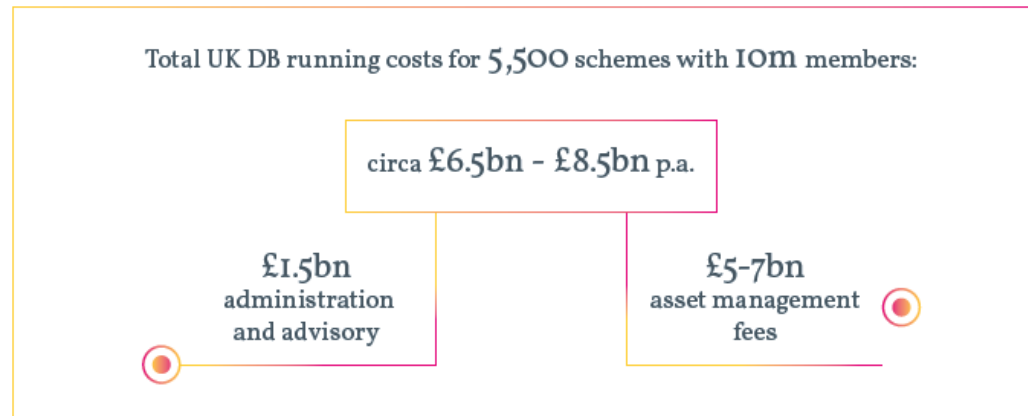 Total UK DB running costs for 5,500 schemes with 10m members:
circa £6.5bn - £8.5bn p.a.
£1.5bn
administration
and advisory
£5-7bn
asset management
fees